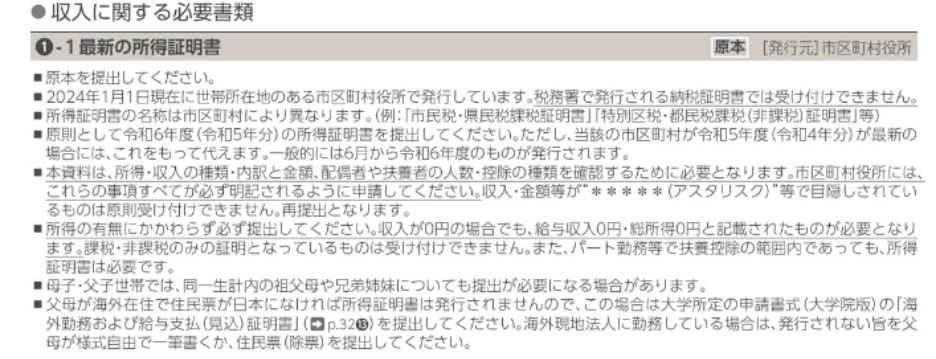 ●収入に関する必要書類
❶-1 最新の所得証明書 原本 [発行元]市区町村役所
■原本を提出してください。
■2024年1月1日現在に世帯所在地のある市区町村役所で発行しています。税務署で発行される納税証明書では受け付けできません。
■所得証明書の名称は市区町村により異なります。(例:「市民税・県民税課税証明書」「特別区税・都民税課税(非課税)証明書」等)
■原則として令和6年度(令和5年分)の所得証明書を提出してください。ただし、当該の市区町村が令和5年度(令和4年分)が最新の
場合には、これをもって代えます。一般的には6月から令和6年度のものが発行されます。
■本資料は、所得・収入の種類・内訳と金額、配偶者や扶養者の人数・控除の種類を確認するために必要となります。市区町村役所には、
これらの事項すべてが必ず明記されるように申請してください。収入・金額等が"*****(アスタリスク)"等で目隠しされてい
るものは原則受け付けできません。再提出となります。
■所得の有無にかかわらず必ず提出してください。収入が0円の場合でも、給与収入0円・総所得0円と記載されたものが必要となり
ます。課税・非課税のみの証明となっているものは受け付けできません。また、パート勤務等で扶養控除の範囲内であっても、所得
証明書は必要です。
■母子・父子世帯では、同一生計内の祖父母や兄弟姉妹についても提出が必要になる場合があります。
■父母が海外在住で住民票が日本になければ所得証明書は発行されませんので、この場合は大学所定の申請書式(大学院版)の「海
外勤務および給与支払(見込)証明書」(➡p.32⓭)を提出してください。海外現地法人に勤務している場合は、発行されない旨を父
母が様式自由で一筆書くか、住民票(除票)を提出してください。